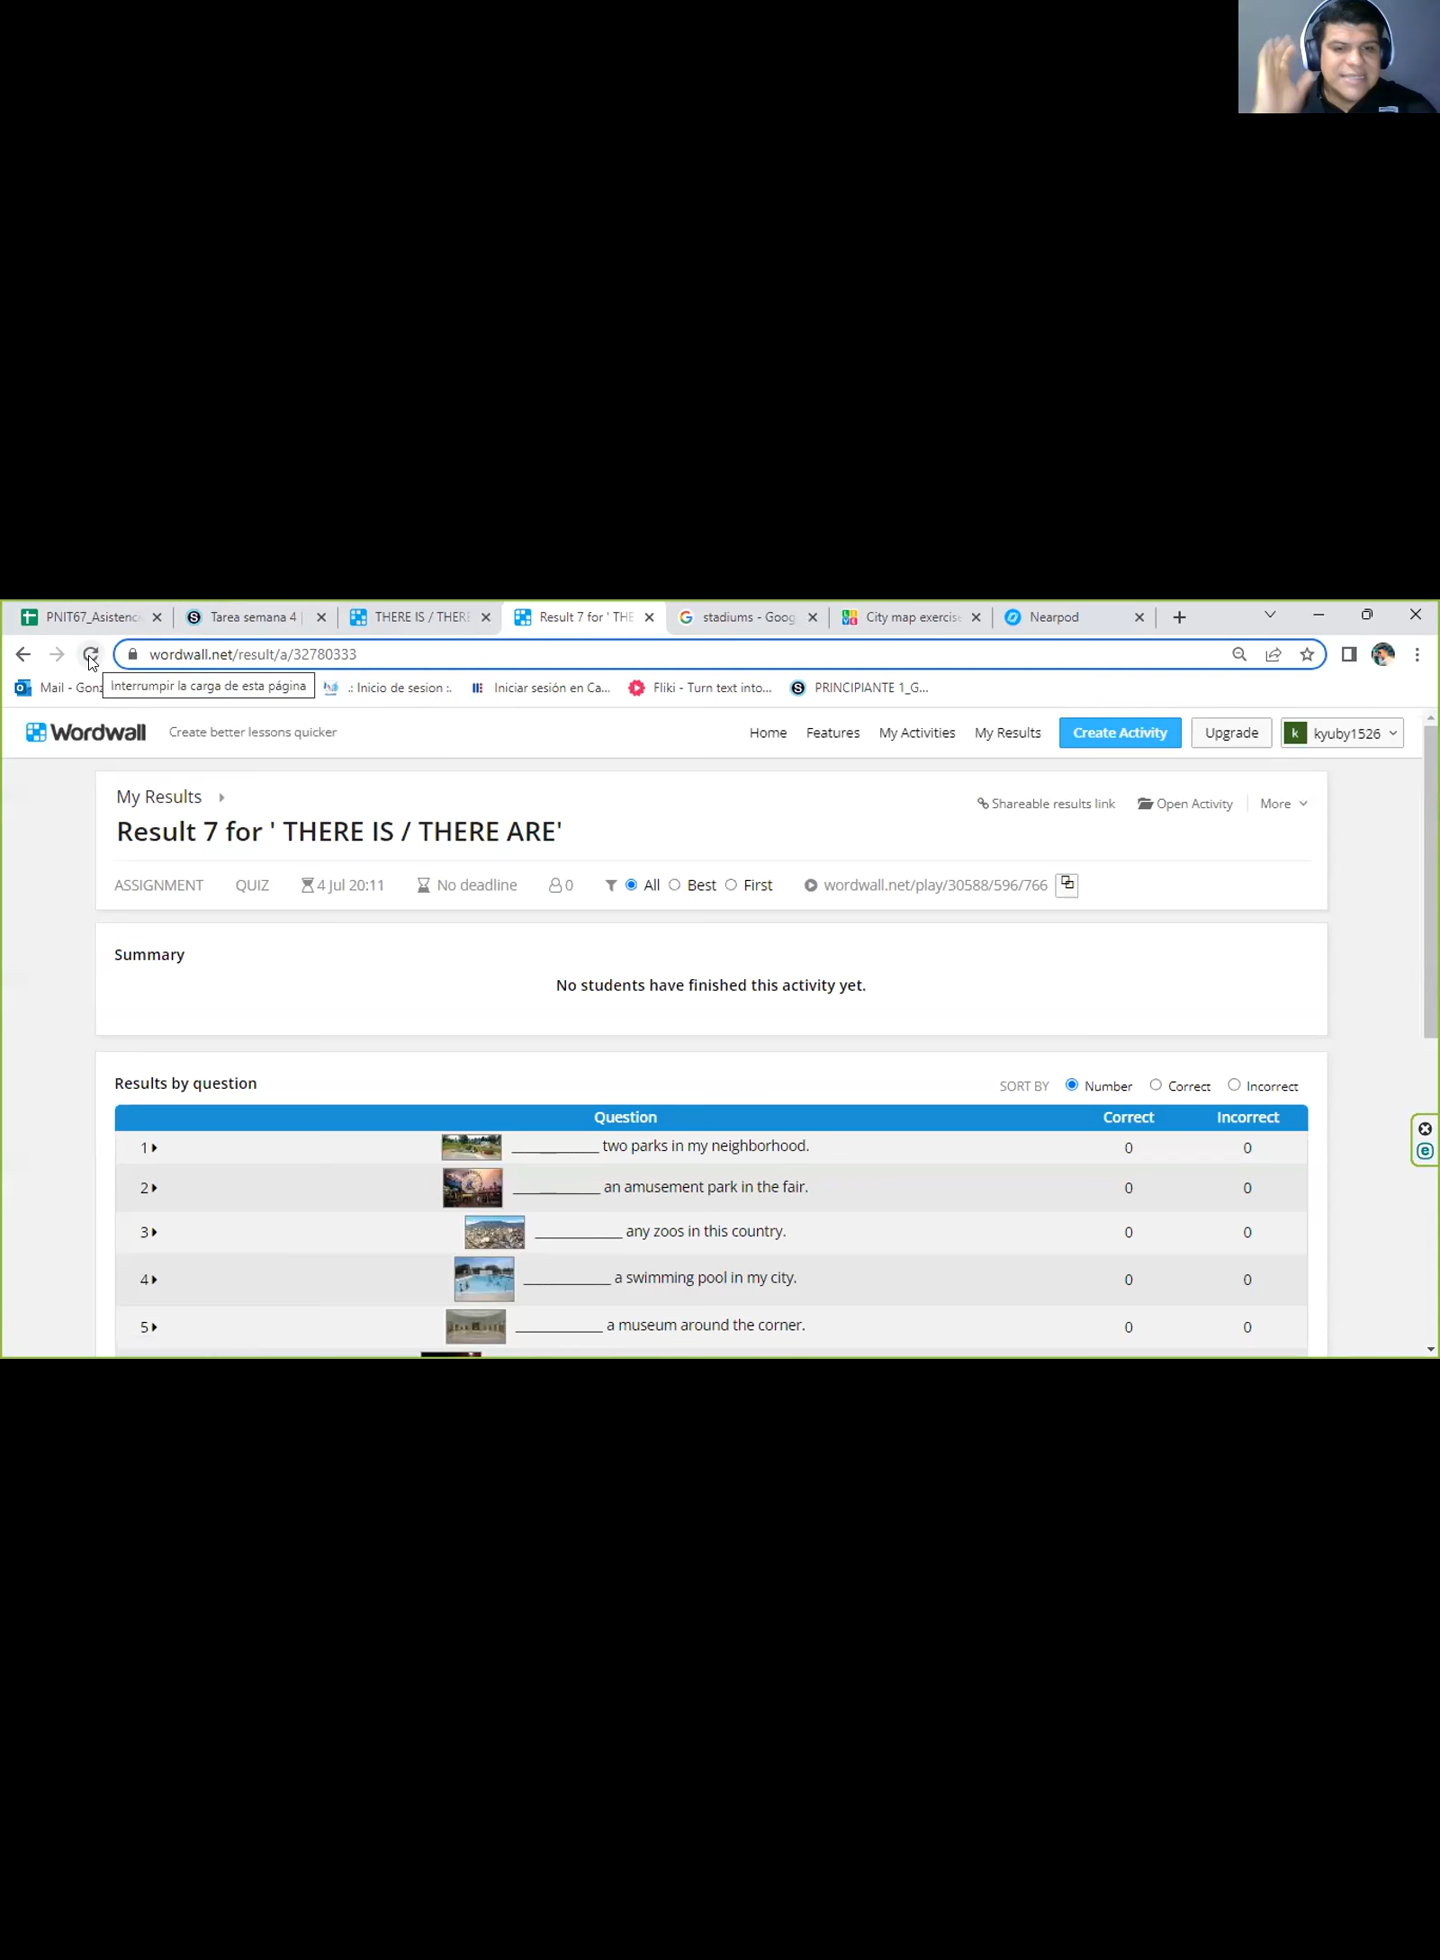 PNIT67_Asistenci
Tarea semana 4 |
THERE IS / THERE
Result 7 for ' THE
stadiums - Goog
City map exercise
Nearpod
wordwall.net/result/a/32780333
Mail - Gonz
Interrumpir la carga de esta página
.: Inicio de sesion :.
Iniciar sesión en Ca...
Fliki - Turn text into...
PRINCIPIANTE 1_G...
Wordwall
Create better lessons quicker
Home
Features
My Activities
My Results
Create Activity
Upgrade
k kyuby1526
My Results
Shareable results link
Open Activity
More
Result 7 for ' THERE IS / THERE ARE'
ASSIGNMENT QUIZ 4 Jul 20:11 No deadline 0 All Best First wordwall.net/play/30588/596/766
Summary
No students have finished this activity yet.
Results by question
SORT BY Number Correct Incorrect
Question Correct Incorrect
1 ____________ two parks in my neighborhood. 0 0
2 ____________ an amusement park in the fair. 0 0
3 ____________ any zoos in this country. 0 0
4 ____________ a swimming pool in my city. 0 0
5 ____________ a museum around the corner. 0 0